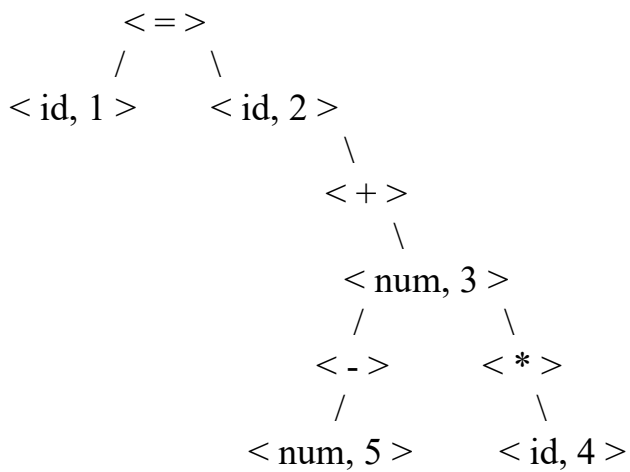 < = >
/ \
< id, 1 > < id, 2 >
\
< + >
\
< num, 3 >
/ \
< - > < * >
/ \
< num, 5 > < id, 4 >